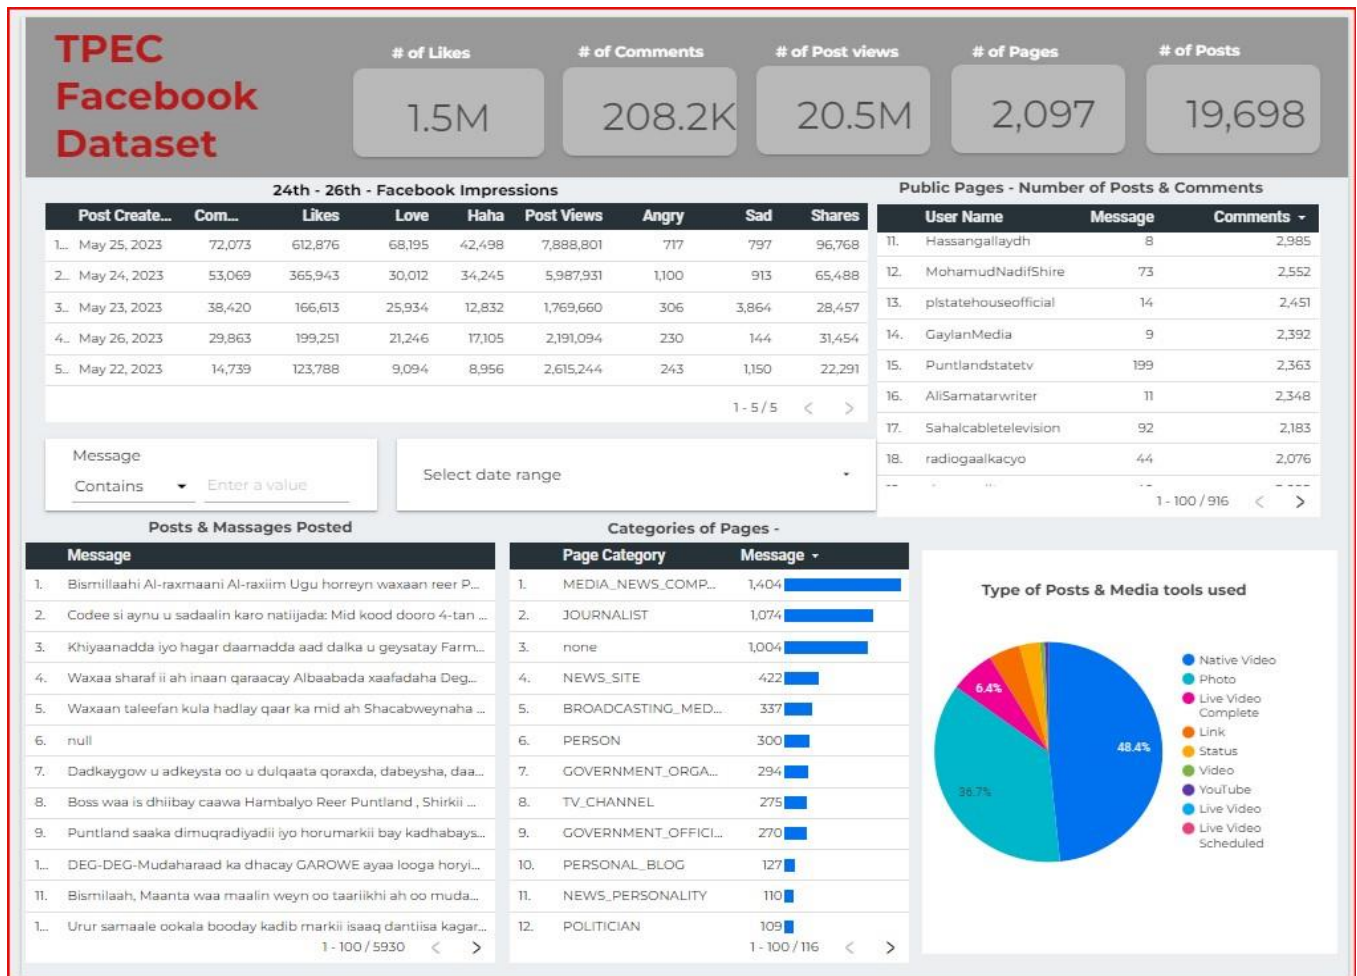 TPEC
Facebook
Dataset
# of Likes
1.5M
# of Comments
208.2K
# of Post views
20.5M
# of Pages
2,097
# of Posts
19,698
24th - 26th - Facebook Impressions
Post Create... Com... Likes Love Haha Post Views Angry Sad Shares
1... May 25, 2023 72,073 612,876 68,195 42,498 7,888,801 717 797 96,768
2... May 24, 2023 53,069 365,943 30,012 34,245 5,987,931 1,100 913 65,488
3... May 23, 2023 38,420 166,613 25,934 12,832 1,769,660 306 3,864 28,457
4... May 26, 2023 29,863 199,251 21,246 17,105 2,191,094 230 144 31,454
5... May 22, 2023 14,739 123,788 9,094 8,956 2,615,244 243 1,150 22,291
1 - 5 / 5 < >
Public Pages - Number of Posts & Comments
User Name Message Comments
11. Hassangallaydh 8 2,985
12. MohamudNadifShire 73 2,552
13. plstatehouseofficial 14 2,451
14. GaylanMedia 9 2,392
15. Puntlandstatetv 199 2,363
16. AliSamatarwriter 11 2,348
17. Sahalcabletelevision 92 2,183
18. radiogaalkacyo 44 2,076
1 - 100 / 916 < >
Message
Contains Enter a value
Select date range
Posts & Massages Posted
Message
1. Bismillaahi Al-raxmaani Al-raxiim Ugu horreyn waxaan reer P...
2. Codee si aynu u sadaalin karo natiijada: Mid kood dooro 4-tan ...
3. Khiyaanadda iyo hagar daamadda aad dalka u geysatay Farm...
4. Waxaa sharaf ii ah inaan qaraacay Albaabada xaafadaha Deg...
5. Waxaan taleefan kula hadlay qaar ka mid ah Shacabweynaha ...
6. null
7. Dadkaygow u adkeysta oo u dulqaata qoraxda, dabeysha, daa...
8. Boss waa is dhiibay caawa Hambalyo Reer Puntland , Shirkii ...
9. Puntland saaka dimuqradiyadii iyo horumarkii bay kadhabays...
1... DEG-DEG-Mudaharaad ka dhacay GAROWE ayaa looga horyi...
11. Bismilaah, Maanta waa maalin weyn oo taariikhi ah oo muda...
1... Urur samaale ookala booday kadib markii isaaq dantiisa kagar...
1 - 100 / 5930 < >
Categories of Pages -
Page Category Message
1. MEDIA_NEWS_COMP... 1,404
2. JOURNALIST 1,074
3. none 1,004
4. NEWS_SITE 422
5. BROADCASTING_MED... 337
6. PERSON 300
7. GOVERNMENT_ORGA... 294
8. TV_CHANNEL 275
9. GOVERNMENT_OFFICI... 270
10. PERSONAL_BLOG 127
11. NEWS_PERSONALITY 110
12. POLITICIAN 109
1 - 100 / 116 < >
Type of Posts & Media tools used
6.4%
48.4%
36.7%
Native Video
Photo
Live Video
Complete
Link
Status
Video
YouTube
Live Video
Live Video
Scheduled